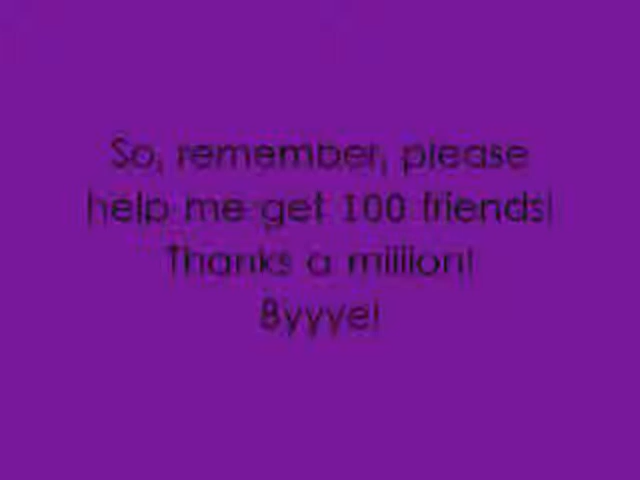 So, remember, please
help me get 100 friends!
Thanks a million!
Byyye!